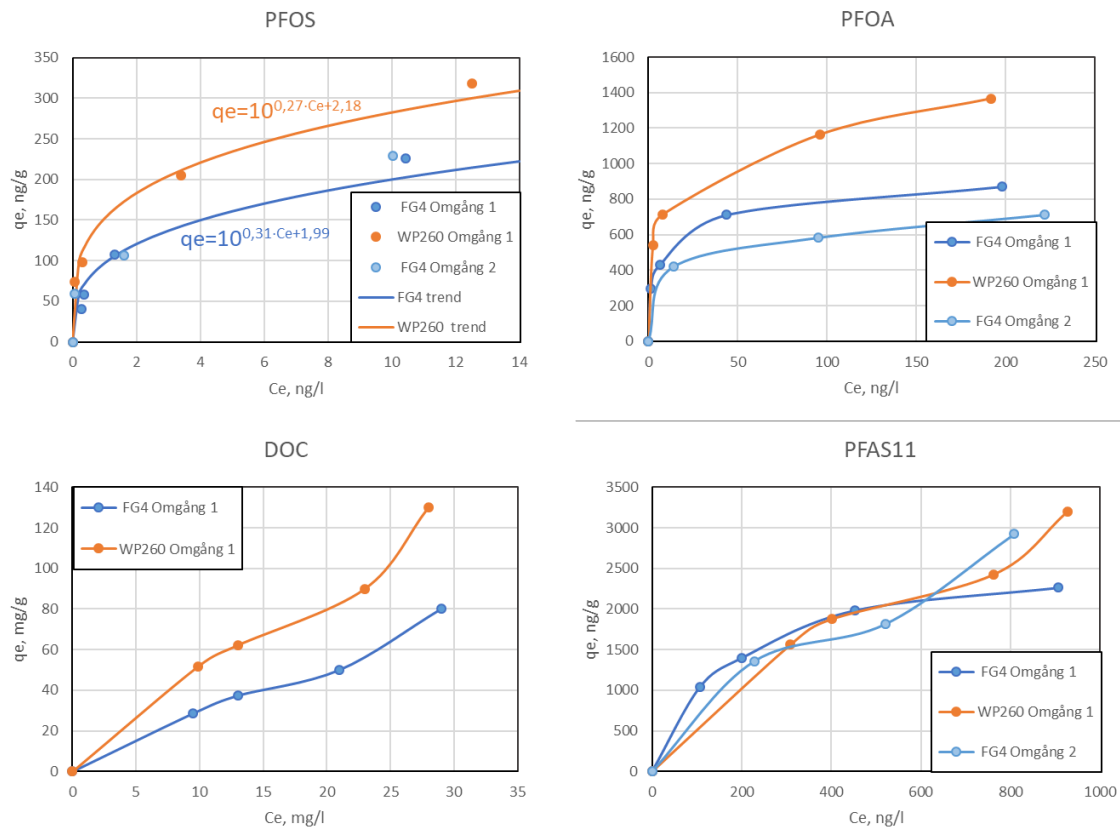 PFOS
qe, ng/g
350
300
250
200
150
100
50
0
qe=10^0,27·Ce+2,18
qe=10^0,31·Ce+1,99
FG4 Omgång 1
WP260 Omgång 1
FG4 Omgång 2
FG4 trend
WP260 trend
0 2 4 6 8 10 12 14
Ce, ng/l
PFOA
qe, ng/g
1600
1400
1200
1000
800
600
400
200
0
FG4 Omgång 1
WP260 Omgång 1
FG4 Omgång 2
0 50 100 150 200 250
Ce, ng/l
DOC
qe, mg/g
140
120
100
80
60
40
20
0
FG4 Omgång 1
WP260 Omgång 1
0 5 10 15 20 25 30 35
Ce, mg/l
PFAS11
qe, ng/g
3500
3000
2500
2000
1500
1000
500
0
FG4 Omgång 1
WP260 Omgång 1
FG4 Omgång 2
0 200 400 600 800 1000
Ce, ng/l